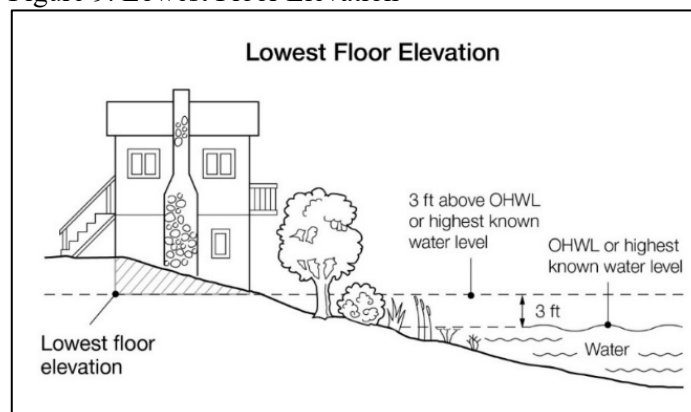 Figure 9. Lowest Floor Elevation
Lowest Floor Elevation
3 ft above OHWL
or highest known
water level
OHWL or highest
known water level
3 ft
Water
Lowest floor
elevation